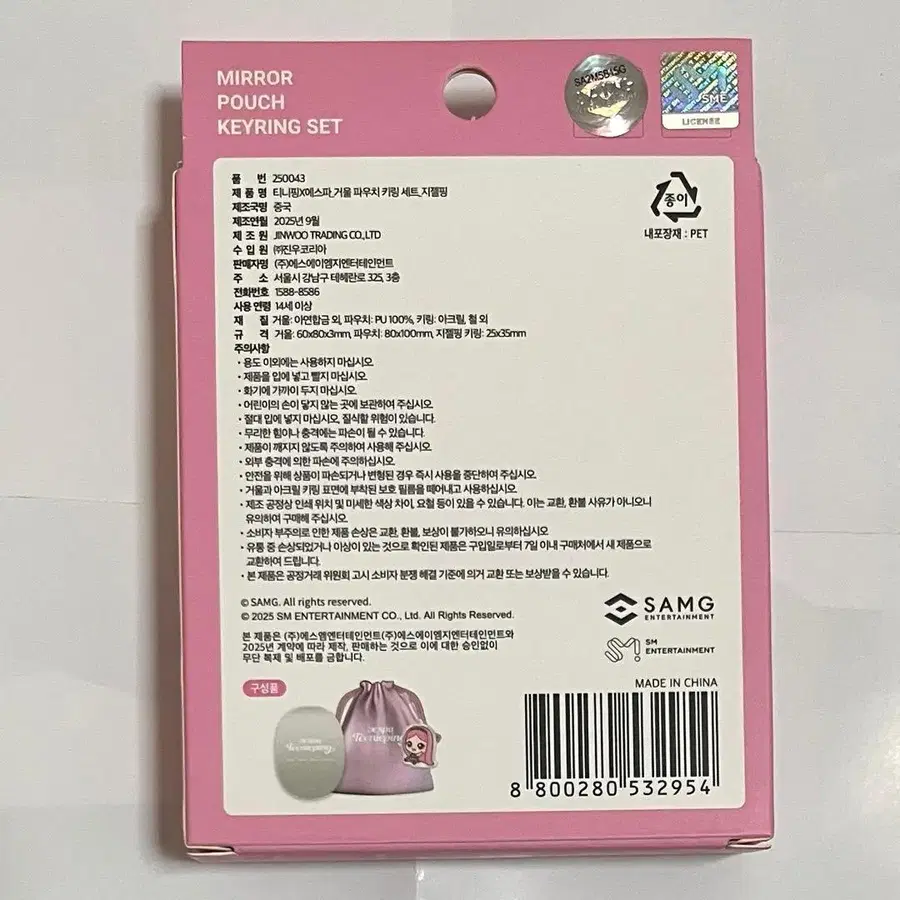 MIRROR
POUCH
KEYRING SET
SA2M5B15G
SME
LICENSE
품 번 250043
제 품 명 티니핑X에스파_거울 파우치 키링 세트_지젤핑
제조국명 중국
제조연월 2025년 9월
제 조 원 JINWOO TRADING CO.,LTD
수 입 원 ㈜진우코리아
판매자명 (주)에스에이엠지엔터테인먼트
주 소 서울시 강남구 테헤란로 325, 3층
전화번호 1588-8586
사용 연령 14세 이상
재 질 거울: 아연합금 외, 파우치: PU 100%, 키링: 아크릴, 철 외
규 격 거울: 60x80x3mm, 파우치: 80x100mm, 지젤핑 키링: 25x35mm
종이
내포장재 : PET
주의사항
• 용도 이외에는 사용하지 마십시오.
• 제품을 입에 넣고 빨지 마십시오.
• 화기에 가까이 두지 마십시오.
• 어린이의 손이 닿지 않는 곳에 보관하여 주십시오.
• 절대 입에 넣지 마십시오. 질식할 위험이 있습니다.
• 무리한 힘이나 충격에는 파손이 될 수 있습니다.
• 제품이 깨지지 않도록 주의하여 사용해 주십시오.
• 외부 충격에 의한 파손에 주의하십시오.
• 안전을 위해 상품이 파손되거나 변형된 경우 즉시 사용을 중단하여 주십시오.
• 거울과 아크릴 키링 표면에 부착된 보호 필름을 떼어내고 사용하십시오.
• 제조 공정상 인쇄 위치 및 미세한 색상 차이, 요철 등이 있을 수 있습니다. 이는 교환, 환불 사유가 아니오니
유의하여 구매해 주십시오.
• 소비자 부주의로 인한 제품 손상은 교환, 환불, 보상이 불가하오니 유의하십시오.
• 유통 중 손상되었거나 이상이 있는 것으로 확인된 제품은 구입일로부터 7일 이내 구매처에서 새 제품으로
교환하여 드립니다.
• 본 제품은 공정거래 위원회 고시 소비자 분쟁 해결 기준에 의거 교환 또는 보상받을 수 있습니다.
© SAMG. All rights reserved.
© 2025 SM ENTERTAINMENT CO., Ltd. All Rights Reserved.
본 제품은 (주)에스엠엔터테인먼트(주)에스에이엠지엔터테인먼트와
2025년 계약에 따라 제작, 판매하는 것으로 이에 대한 승인없이
무단 복제 및 배포를 금합니다.
SAMG
ENTERTAINMENT
SM
ENTERTAINMENT
구성품
aespa
Teenieping
aespa
Teenieping
MADE IN CHINA
8 800280 532954